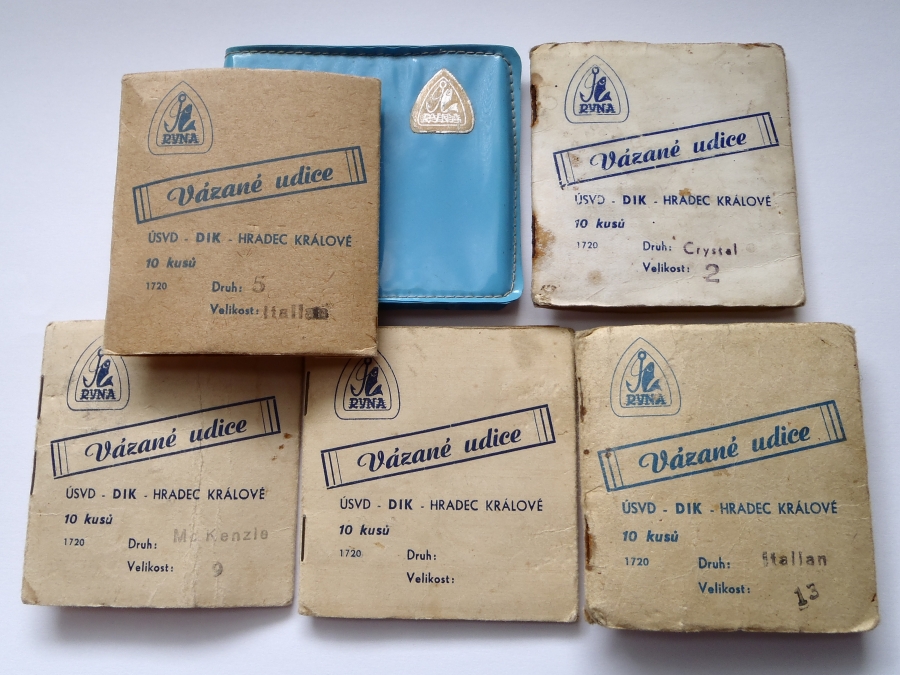 RYNA
Vázané udice
ÚSVD - DIK - HRADEC KRÁLOVÉ
10 kusů
1720
Druh: 5
Velikost: Italian
RYNA
RYNA
Vázané udice
ÚSVD - DIK - HRADEC KRÁLOVÉ
10 kusů
1720
Druh: Crystal
Velikost: 2
RYNA
Vázané udice
ÚSVD - DIK - HRADEC KRÁLOVÉ
10 kusů
1720
Druh: Mc Kenzie
Velikost: 9
RYNA
Vázané udice
ÚSVD - DIK - HRADEC KRÁLOVÉ
10 kusů
1720
Druh:
Velikost:
RYNA
Vázané udice
ÚSVD - DIK - HRADEC KRÁLOVÉ
10 kusů
1720
Druh: Italian
Velikost: 13